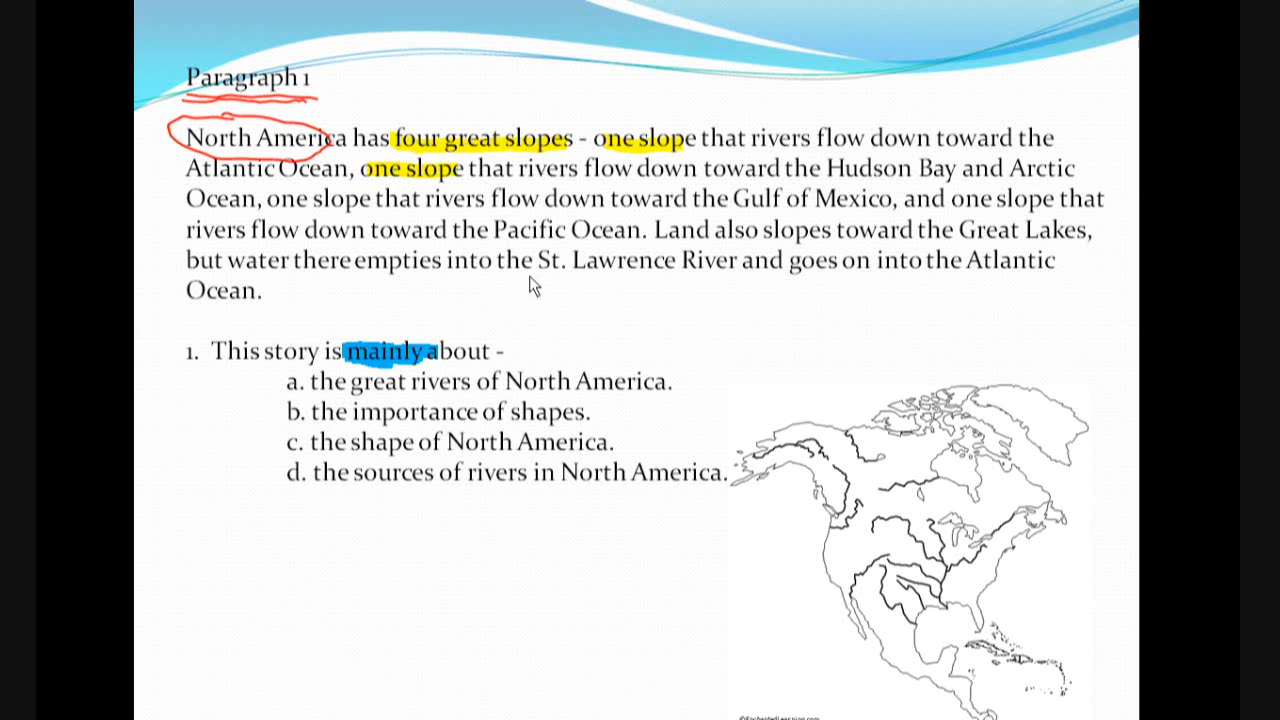 Paragraph 1
North America has four great slopes - one slope that rivers flow down toward the
Atlantic Ocean, one slope that rivers flow down toward the Hudson Bay and Arctic
Ocean, one slope that rivers flow down toward the Gulf of Mexico, and one slope that
rivers flow down toward the Pacific Ocean. Land also slopes toward the Great Lakes,
but water there empties into the St. Lawrence River and goes on into the Atlantic
Ocean.
1. This story is mainly about -
a. the great rivers of North America.
b. the importance of shapes.
c. the shape of North America.
d. the sources of rivers in North America.
©EnchantedLearning.com